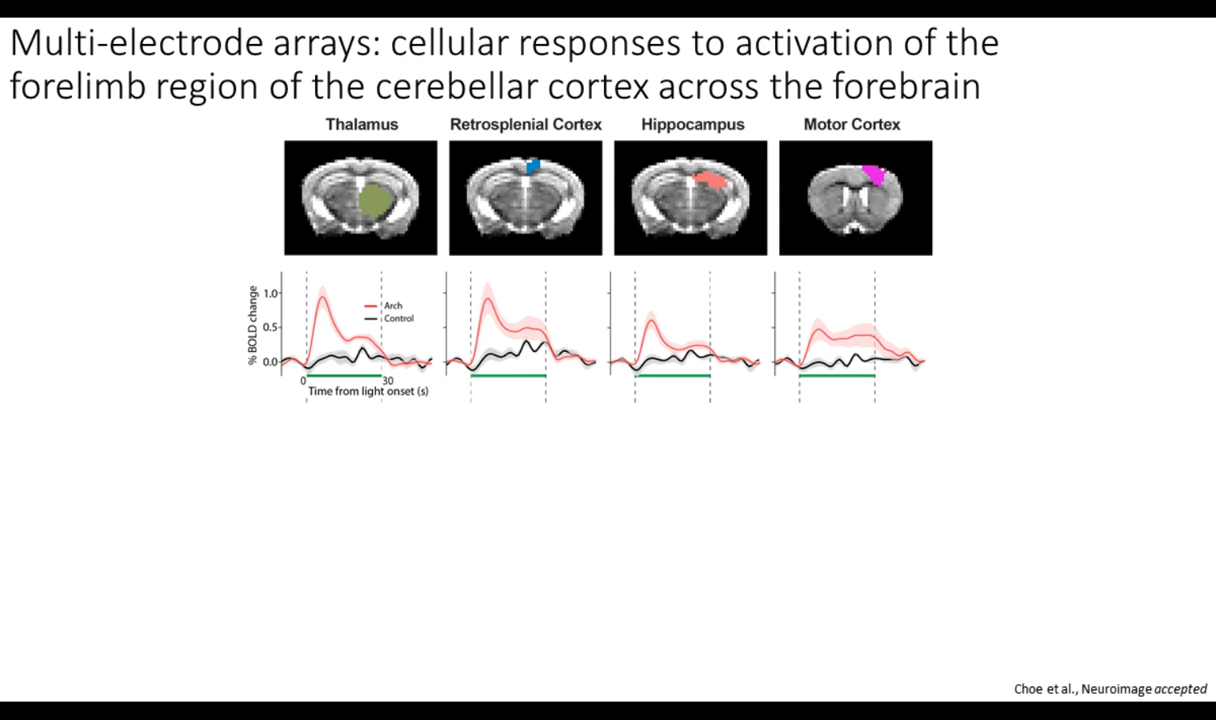 Multi-electrode arrays: cellular responses to activation of the
forelimb region of the cerebellar cortex across the forebrain
Thalamus
Retrosplenial Cortex
Hippocampus
Motor Cortex
% BOLD change
1.0
0.5
0.0
Arch
Control
0
30
Time from light onset (s)
Choe et al., Neuroimage accepted